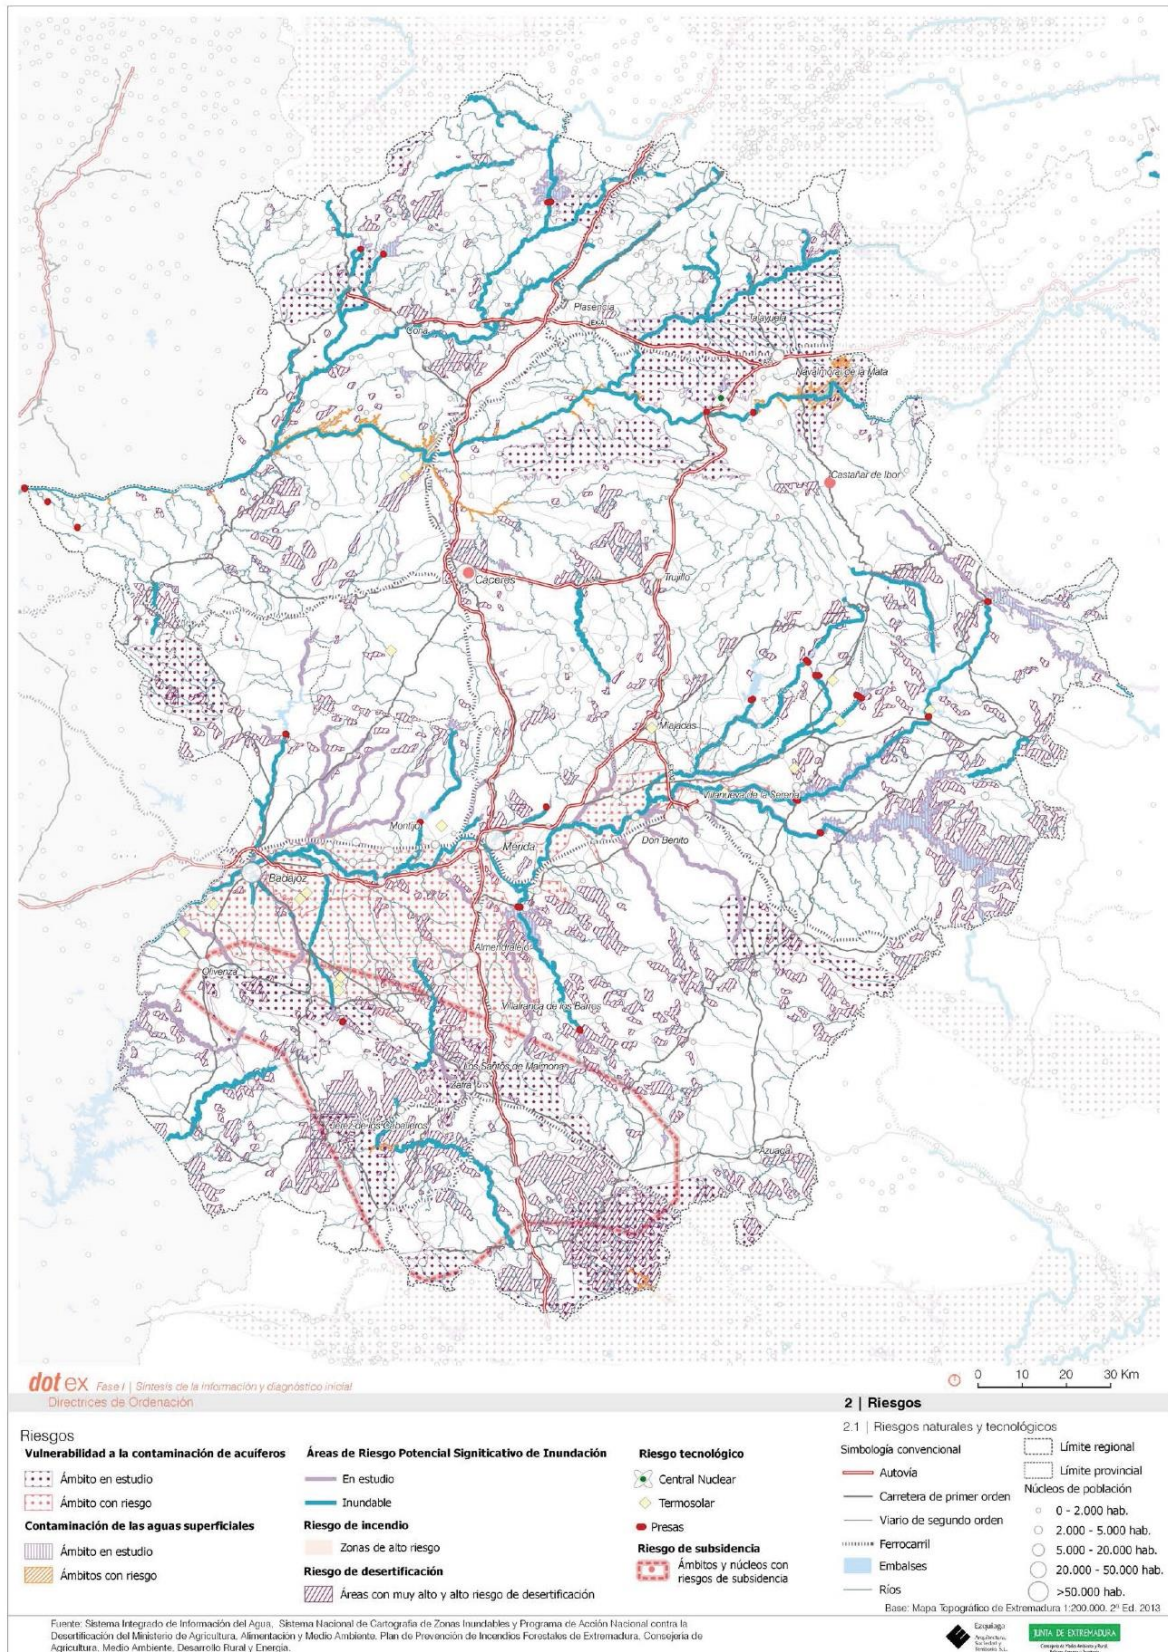 Plasencia
EX-A1
Coria
Talayuela
Navalmoral de la Mata
Castañar de Ibor
Cáceres
Trujillo
Miajadas
Villanueva de la Serena
Don Benito
Montijo
Mérida
Badajoz
Almendralejo
Olivenza
Villafranca de los Barros
Los Santos de Maimona
Zafra
Jerez de los Caballeros
Azuaga
dot ex Fase I | Síntesis de la información y diagnóstico inicial
Directrices de Ordenación
0 10 20 30 Km
2 | Riesgos
2.1 | Riesgos naturales y tecnológicos
Riesgos
Vulnerabilidad a la contaminación de acuíferos
Ámbito en estudio
Ámbito con riesgo
Contaminación de las aguas superficiales
Ámbito en estudio
Ámbitos con riesgo
Áreas de Riesgo Potencial Signiticativo de Inundación
En estudio
Inundable
Riesgo de incendio
Zonas de alto riesgo
Riesgo de desertificación
Áreas con muy alto y alto riesgo de desertificación
Riesgo tecnológico
Central Nuclear
Termosolar
Presas
Riesgo de subsidencia
Ámbitos y núcleos con
riesgos de subsidencia
Simbología convencional
Autovía
Carretera de primer orden
Viario de segundo orden
Ferrocarril
Embalses
Ríos
Límite regional
Límite provincial
Núcleos de población
0 - 2.000 hab.
2.000 - 5.000 hab.
5.000 - 20.000 hab.
20.000 - 50.000 hab.
>50.000 hab.
Base: Mapa Topográfico de Extremadura 1:200.000. 2ª Ed. 2013
Fuente: Sistema Integrado de Información del Agua, Sistema Nacional de Cartografía de Zonas Inundables y Programa de Acción Nacional contra la
Desertificación del Ministerio de Agricultura, Alimentación y Medio Ambiente. Plan de Prevención de Incendios Forestales de Extremadura, Consejería de
Agricultura, Medio Ambiente, Desarrollo Rural y Energía.
Ezquiaga
Arquitectura,
Sociedad y
Territorio S.L.
JUNTA DE EXTREMADURA